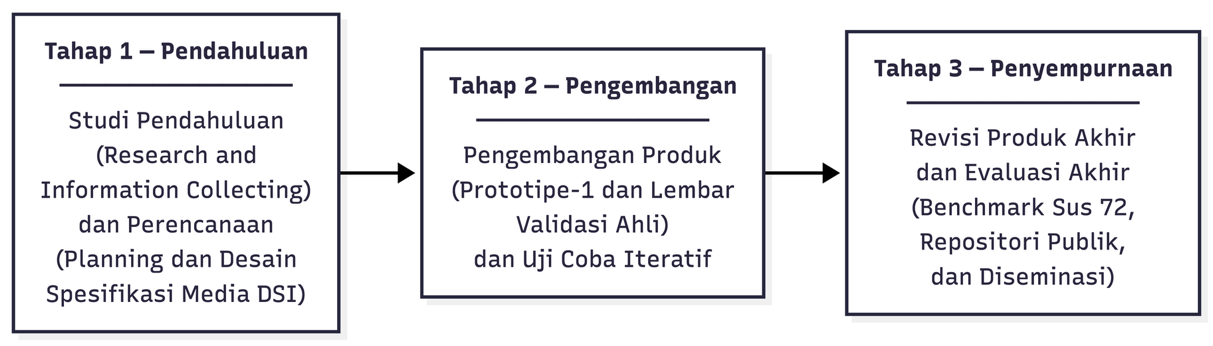 Tahap 1 – Pendahuluan
Studi Pendahuluan
(Research and
Information Collecting)
dan Perencanaan
(Planning dan Desain
Spesifikasi Media DSI)
Tahap 2 – Pengembangan
Pengembangan Produk
(Prototipe-1 dan Lembar
Validasi Ahli)
dan Uji Coba Iteratif
Tahap 3 – Penyempurnaan
Revisi Produk Akhir
dan Evaluasi Akhir
(Benchmark Sus 72,
Repositori Publik,
dan Diseminasi)